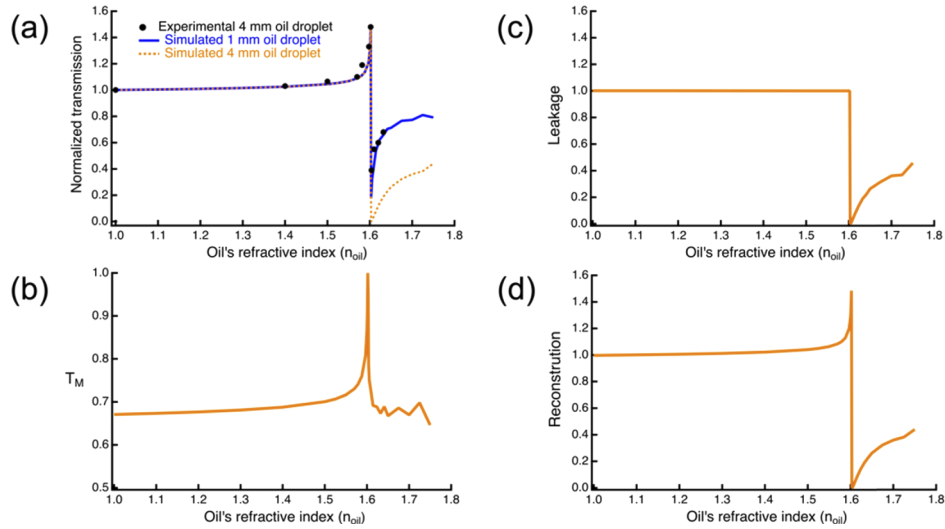 (a)
Normalized transmission
1.6
1.4
1.2
1.0
0.8
0.6
0.4
0.2
0.0
Experimental 4 mm oil droplet
Simulated 1 mm oil droplet
Simulated 4 mm oil droplet
1.0 1.1 1.2 1.3 1.4 1.5 1.6 1.7 1.8
Oil's refractive index (noil)
(c)
Leakage
1.4
1.2
1.0
0.8
0.6
0.4
0.2
0.0
1.0 1.1 1.2 1.3 1.4 1.5 1.6 1.7 1.8
Oil's refractive index (noil)
(b)
TM
1.0
0.9
0.8
0.7
0.6
0.5
1.0 1.1 1.2 1.3 1.4 1.5 1.6 1.7 1.8
Oil's refractive index (noil)
(d)
Reconstrution
1.6
1.4
1.2
1.0
0.8
0.6
0.4
0.2
0.0
1.0 1.1 1.2 1.3 1.4 1.5 1.6 1.7 1.8
Oil's refractive index (noil)